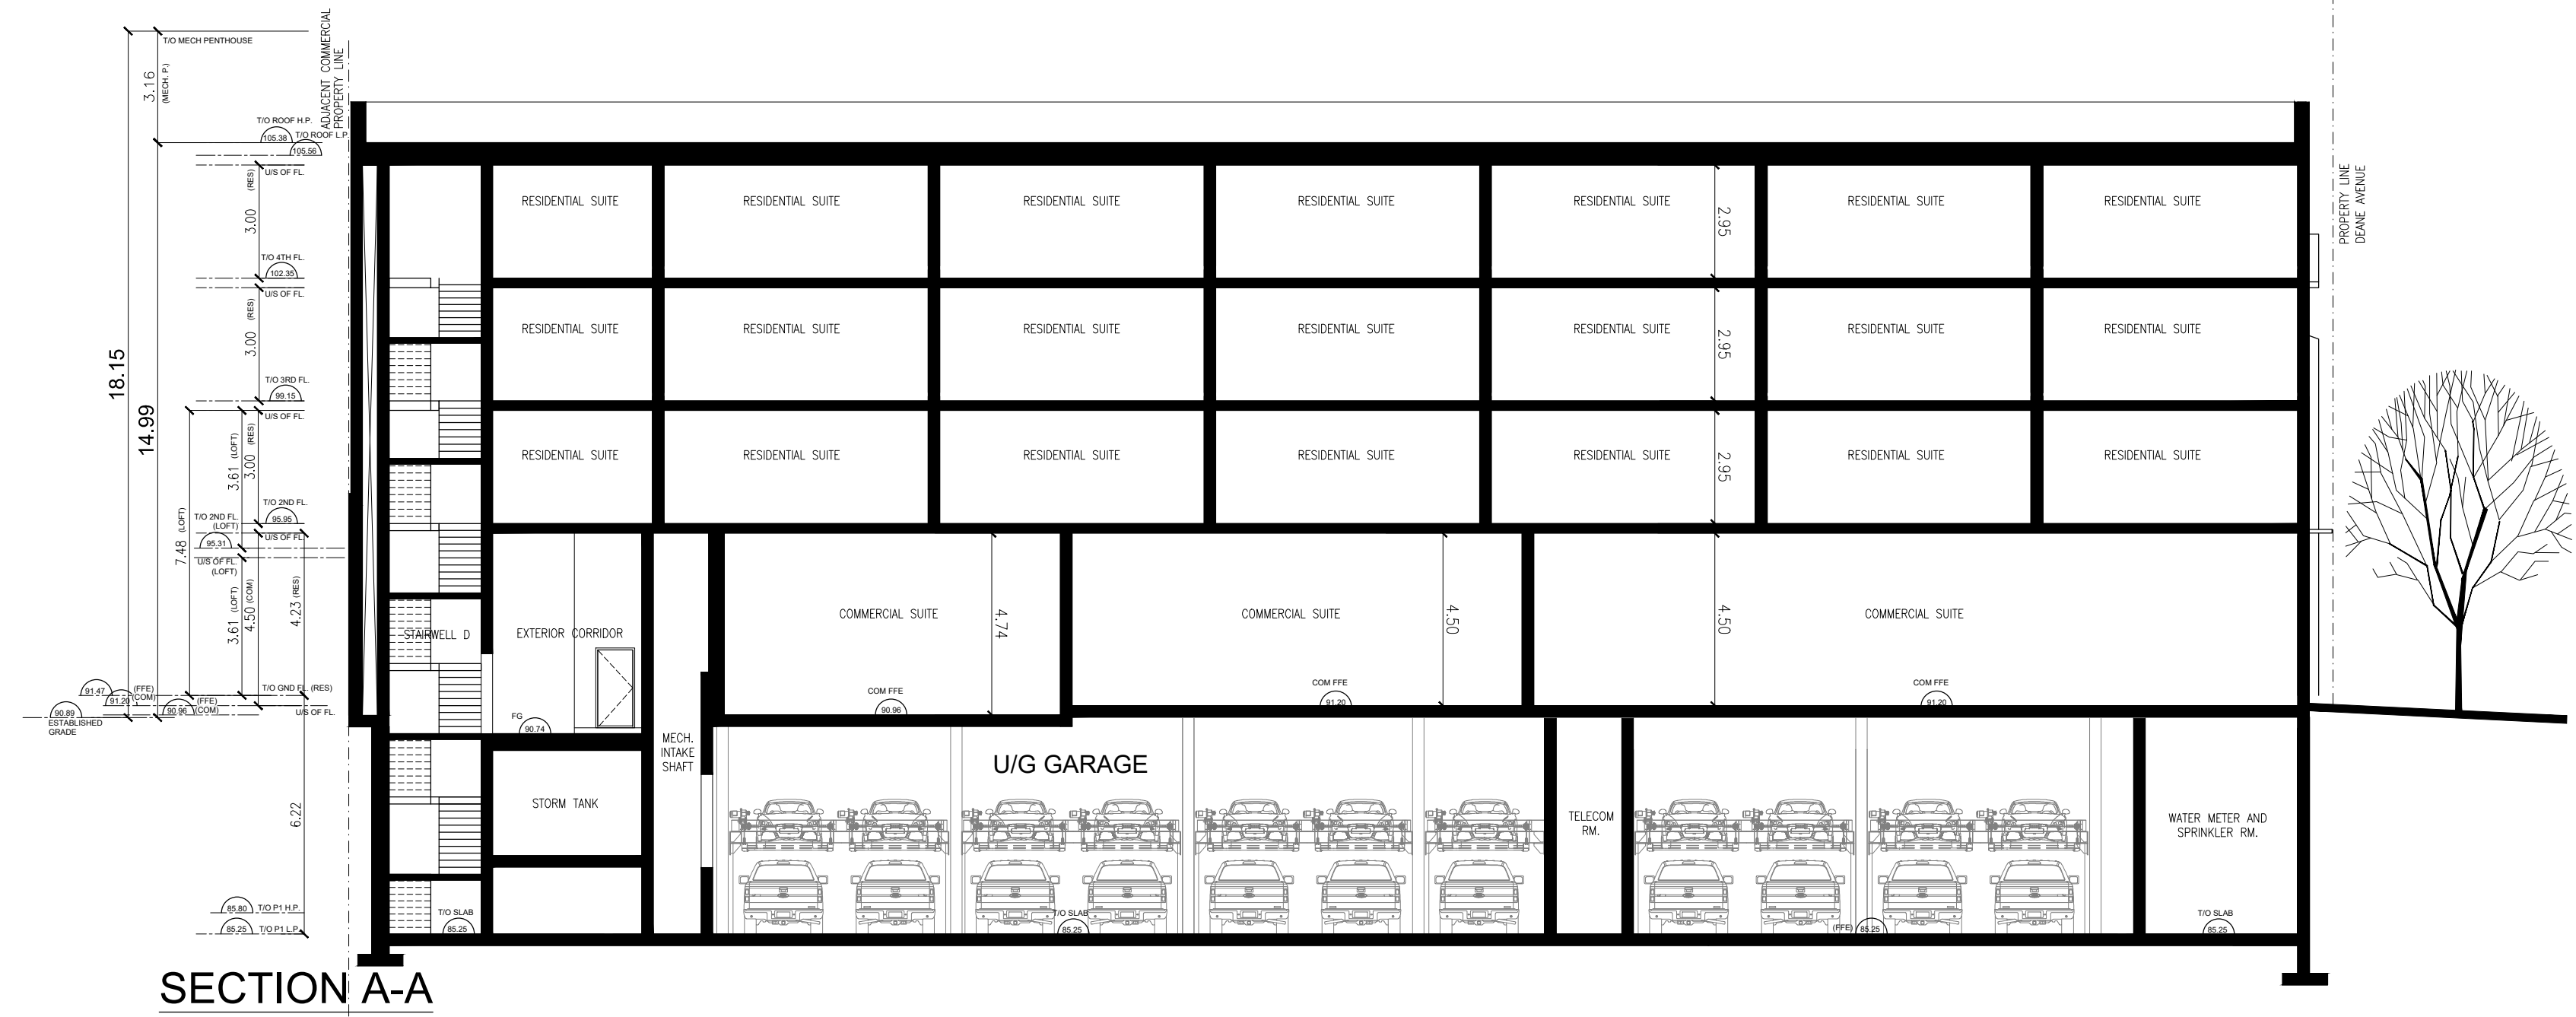 T/O MECH PENTHOUSE
ADJACENT COMMERCIAL
PROPERTY LINE
3.16
(MECH. P.)
T/O ROOF H.P.
105.38
T/O ROOF L.P.
105.56
U/S OF FL.
3.00 (RES)
T/O 4TH FL.
102.35
U/S OF FL.
3.00 (RES)
18.15
14.99
T/O 3RD FL.
99.15
U/S OF FL.
3.61 (LOFT)
3.00 (RES)
T/O 2ND FL.
95.95
T/O 2ND FL.
(LOFT)
95.31
U/S OF FL.
U/S OF FL.
(LOFT)
7.48 (LOFT)
3.61 (LOFT)
4.50 (COM)
4.23 (RES)
T/O GND FL. (RES)
91.47
(FFE)
(COM)
91.20
(FFE)
(COM)
90.96
U/S OF FL.
90.89
ESTABLISHED
GRADE
6.22
85.80
T/O P1 H.P.
85.25
T/O P1 L.P.
RESIDENTIAL SUITE
RESIDENTIAL SUITE
RESIDENTIAL SUITE
RESIDENTIAL SUITE
RESIDENTIAL SUITE
2.95
RESIDENTIAL SUITE
RESIDENTIAL SUITE
PROPERTY LINE
DEANE AVENUE
RESIDENTIAL SUITE
RESIDENTIAL SUITE
RESIDENTIAL SUITE
RESIDENTIAL SUITE
RESIDENTIAL SUITE
2.95
RESIDENTIAL SUITE
RESIDENTIAL SUITE
RESIDENTIAL SUITE
RESIDENTIAL SUITE
RESIDENTIAL SUITE
RESIDENTIAL SUITE
RESIDENTIAL SUITE
2.95
RESIDENTIAL SUITE
RESIDENTIAL SUITE
STAIRWELL D
EXTERIOR CORRIDOR
COMMERCIAL SUITE
4.74
COMMERCIAL SUITE
4.50
4.50
COMMERCIAL SUITE
COM FFE
90.96
COM FFE
91.20
COM FFE
91.20
FG
90.74
MECH.
INTAKE
SHAFT
U/G GARAGE
STORM TANK
TELECOM
RM.
WATER METER AND
SPRINKLER RM.
T/O SLAB
85.25
T/O SLAB
85.25
(FFE)
85.25
T/O SLAB
85.25
SECTION A-A